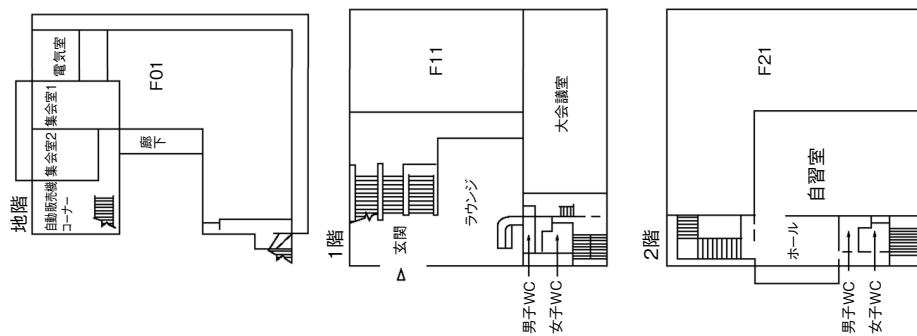 地階
自動販売機
コーナー
集会室2
集会室1
電気室
廊下
F01
1階
玄関
ラウンジ
F11
大会議室
男子WC
女子WC
2階
ホール
自習室
F21
男子WC
女子WC